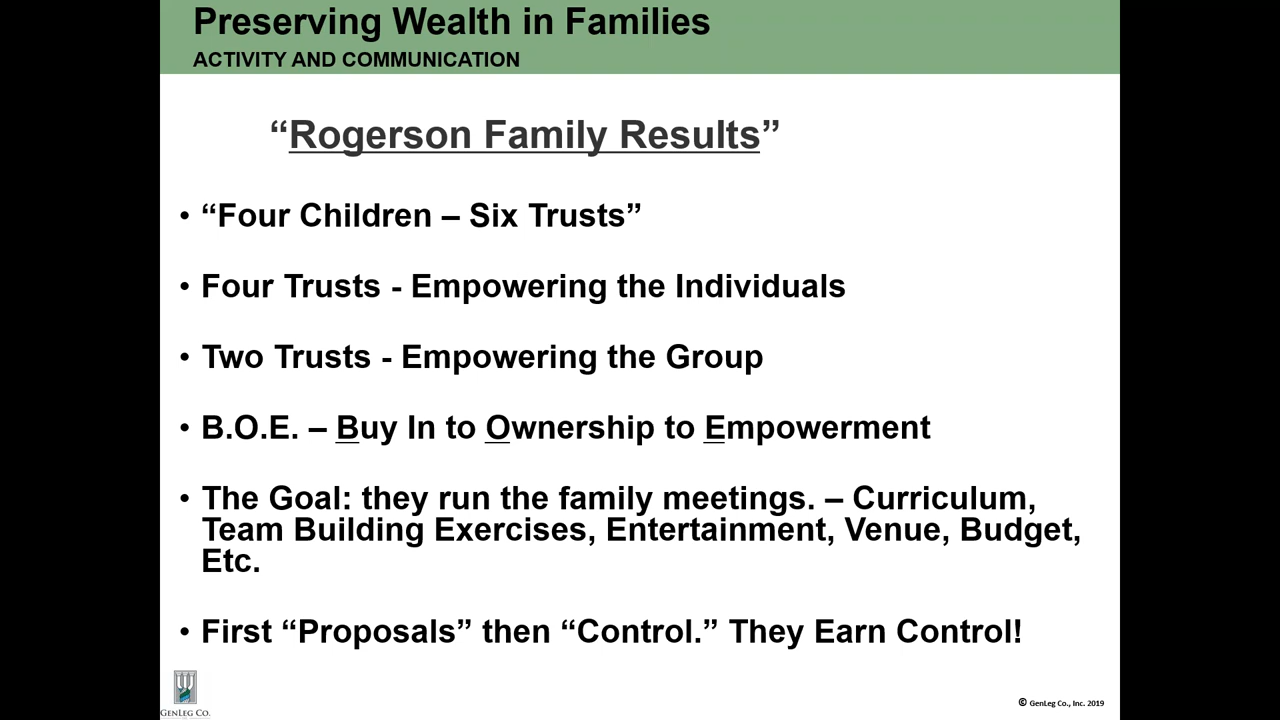 Preserving Wealth in Families
ACTIVITY AND COMMUNICATION
“Rogerson Family Results”
• “Four Children – Six Trusts”
• Four Trusts - Empowering the Individuals
• Two Trusts - Empowering the Group
• B.O.E. – Buy In to Ownership to Empowerment
• The Goal: they run the family meetings. – Curriculum,
Team Building Exercises, Entertainment, Venue, Budget,
Etc.
• First “Proposals” then “Control.” They Earn Control!
GENLEG CO.
© GenLeg Co., Inc. 2019